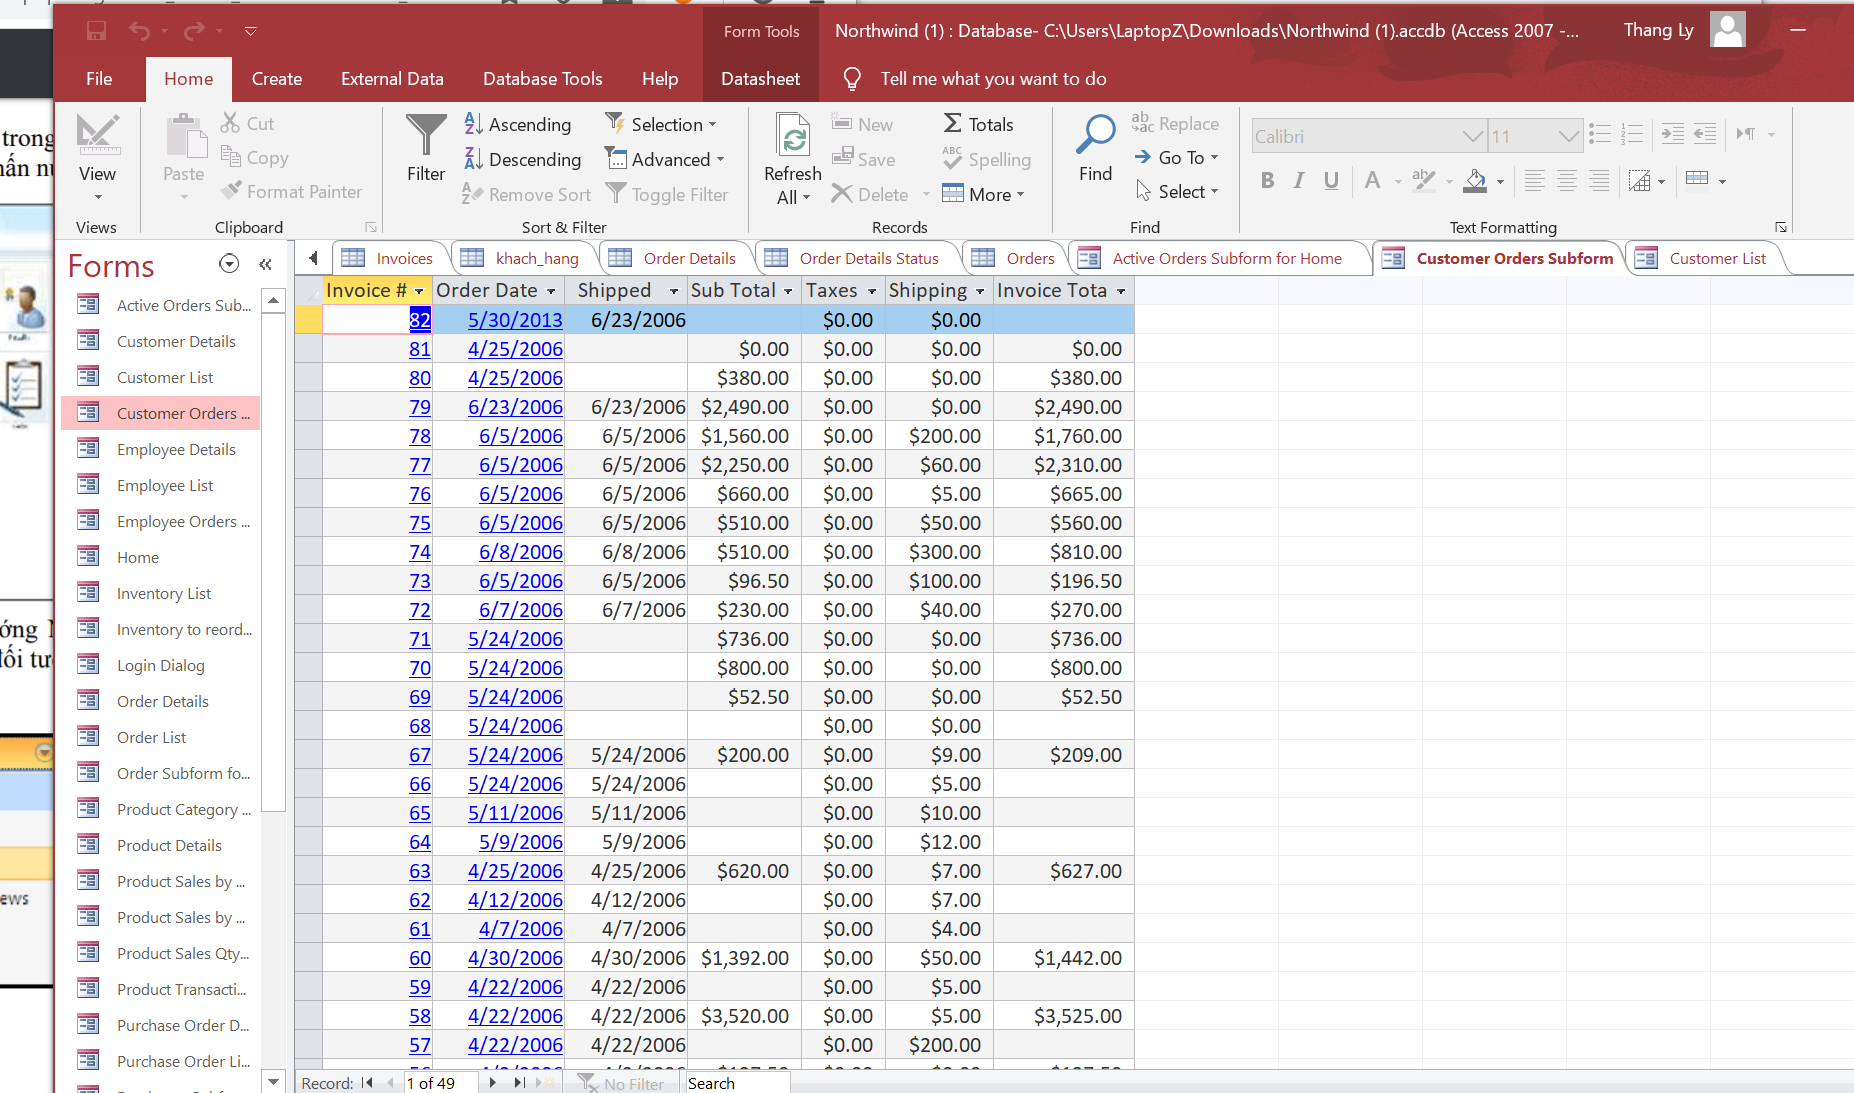 Form Tools
Northwind (1) : Database- C:\Users\LaptopZ\Downloads\Northwind (1).accdb (Access 2007 -...
Thang Ly
File Home Create External Data Database Tools Help Datasheet Tell me what you want to do
trong
View
Paste
Cut
Copy
Format Painter
Filter
Ascending
Descending
Remove Sort
Selection
Advanced
Toggle Filter
Refresh
All
New
Save
Delete
Totals
Spelling
More
Find
Replace
Go To
Select
Calibri 11
B I U A
Views Clipboard Sort & Filter Records Find Text Formatting
Forms
Invoices khach_hang Order Details Order Details Status Orders Active Orders Subform for Home Customer Orders Subform Customer List
Active Orders Sub...
Customer Details
Customer List
Customer Orders ...
Employee Details
Employee List
Employee Orders ...
Home
Inventory List
Inventory to reord...
Login Dialog
Order Details
Order List
Order Subform fo...
Product Category ...
Product Details
Product Sales by ...
Product Sales by ...
Product Sales Qty...
Product Transacti...
Purchase Order D...
Purchase Order Li...
Invoice # Order Date Shipped Sub Total Taxes Shipping Invoice Tota
82 5/30/2013 6/23/2006 $0.00 $0.00
81 4/25/2006 $0.00 $0.00 $0.00 $0.00
80 4/25/2006 $380.00 $0.00 $0.00 $380.00
79 6/23/2006 6/23/2006 $2,490.00 $0.00 $0.00 $2,490.00
78 6/5/2006 6/5/2006 $1,560.00 $0.00 $200.00 $1,760.00
77 6/5/2006 6/5/2006 $2,250.00 $0.00 $60.00 $2,310.00
76 6/5/2006 6/5/2006 $660.00 $0.00 $5.00 $665.00
75 6/5/2006 6/5/2006 $510.00 $0.00 $50.00 $560.00
74 6/8/2006 6/8/2006 $510.00 $0.00 $300.00 $810.00
73 6/5/2006 6/5/2006 $96.50 $0.00 $100.00 $196.50
72 6/7/2006 6/7/2006 $230.00 $0.00 $40.00 $270.00
71 5/24/2006 $736.00 $0.00 $0.00 $736.00
70 5/24/2006 $800.00 $0.00 $0.00 $800.00
69 5/24/2006 $52.50 $0.00 $0.00 $52.50
68 5/24/2006 $0.00 $0.00
67 5/24/2006 5/24/2006 $200.00 $0.00 $9.00 $209.00
66 5/24/2006 5/24/2006 $0.00 $5.00
65 5/11/2006 5/11/2006 $0.00 $10.00
64 5/9/2006 5/9/2006 $0.00 $12.00
63 4/25/2006 4/25/2006 $620.00 $0.00 $7.00 $627.00
62 4/12/2006 4/12/2006 $0.00 $7.00
61 4/7/2006 4/7/2006 $0.00 $4.00
60 4/30/2006 4/30/2006 $1,392.00 $0.00 $50.00 $1,442.00
59 4/22/2006 4/22/2006 $0.00 $5.00
58 4/22/2006 4/22/2006 $3,520.00 $0.00 $5.00 $3,525.00
57 4/22/2006 4/22/2006 $0.00 $200.00
Record: 1 of 49 No Filter Search